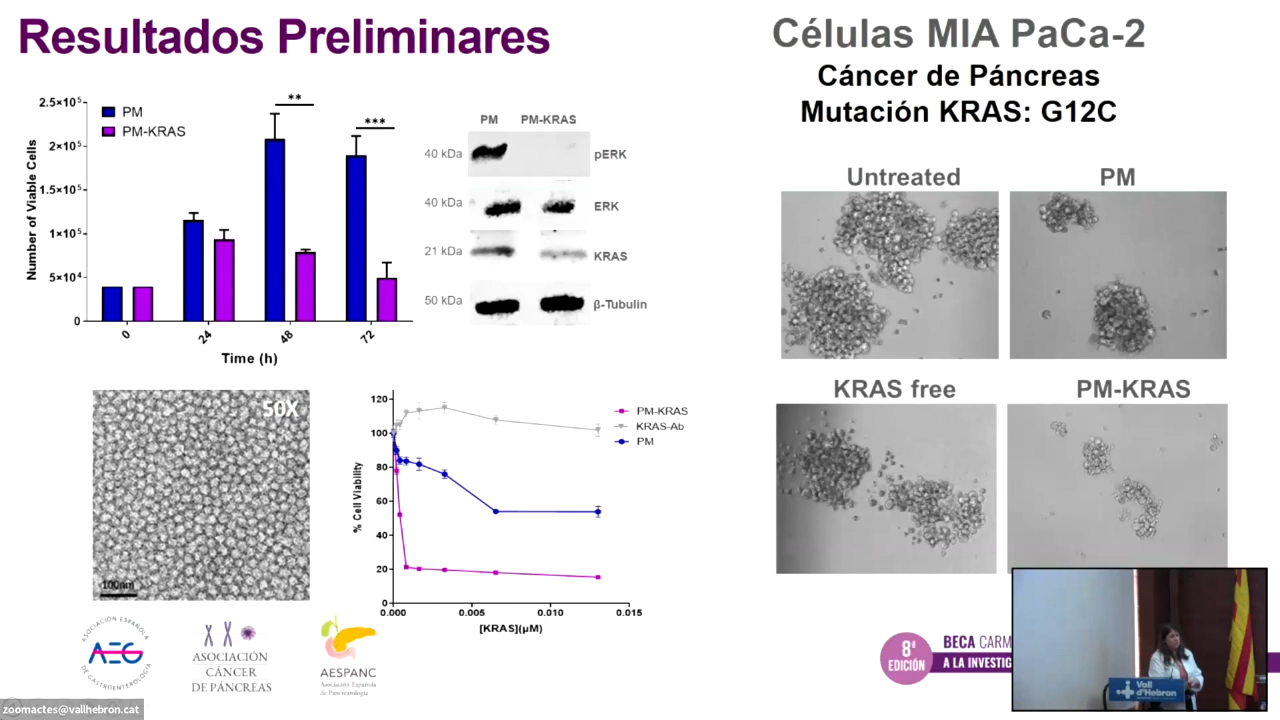 Resultados Preliminares
Células MIA PaCa-2
Cáncer de Páncreas
Mutación KRAS: G12C
PM
PM-KRAS
**
***
2.5×10⁵
2×10⁵
1.5×10⁵
1×10⁵
5×10⁴
0
Number of Viable Cells
0
24
48
72
Time (h)
PM
PM-KRAS
40 kDa
pERK
40 kDa
ERK
21 kDa
KRAS
50 kDa
β-Tubulin
Untreated
PM
KRAS free
PM-KRAS
50X
100nm
120
100
80
60
40
20
0
% Cell Viability
0.000
0.005
0.010
0.015
[KRAS](µM)
PM-KRAS
KRAS-Ab
PM
ASOCIACIÓN ESPAÑOLA
AEG
DE GASTROENTEROLOGÍA
ASOCIACIÓN
CÁNCER
DE PÁNCREAS
AESPANC
Asociación Española
de Pancreatología
8ª
EDICIÓN
BECA CARM
A LA INVESTIG
Vall
d'Hebron
zoomactes@vallhebron.cat